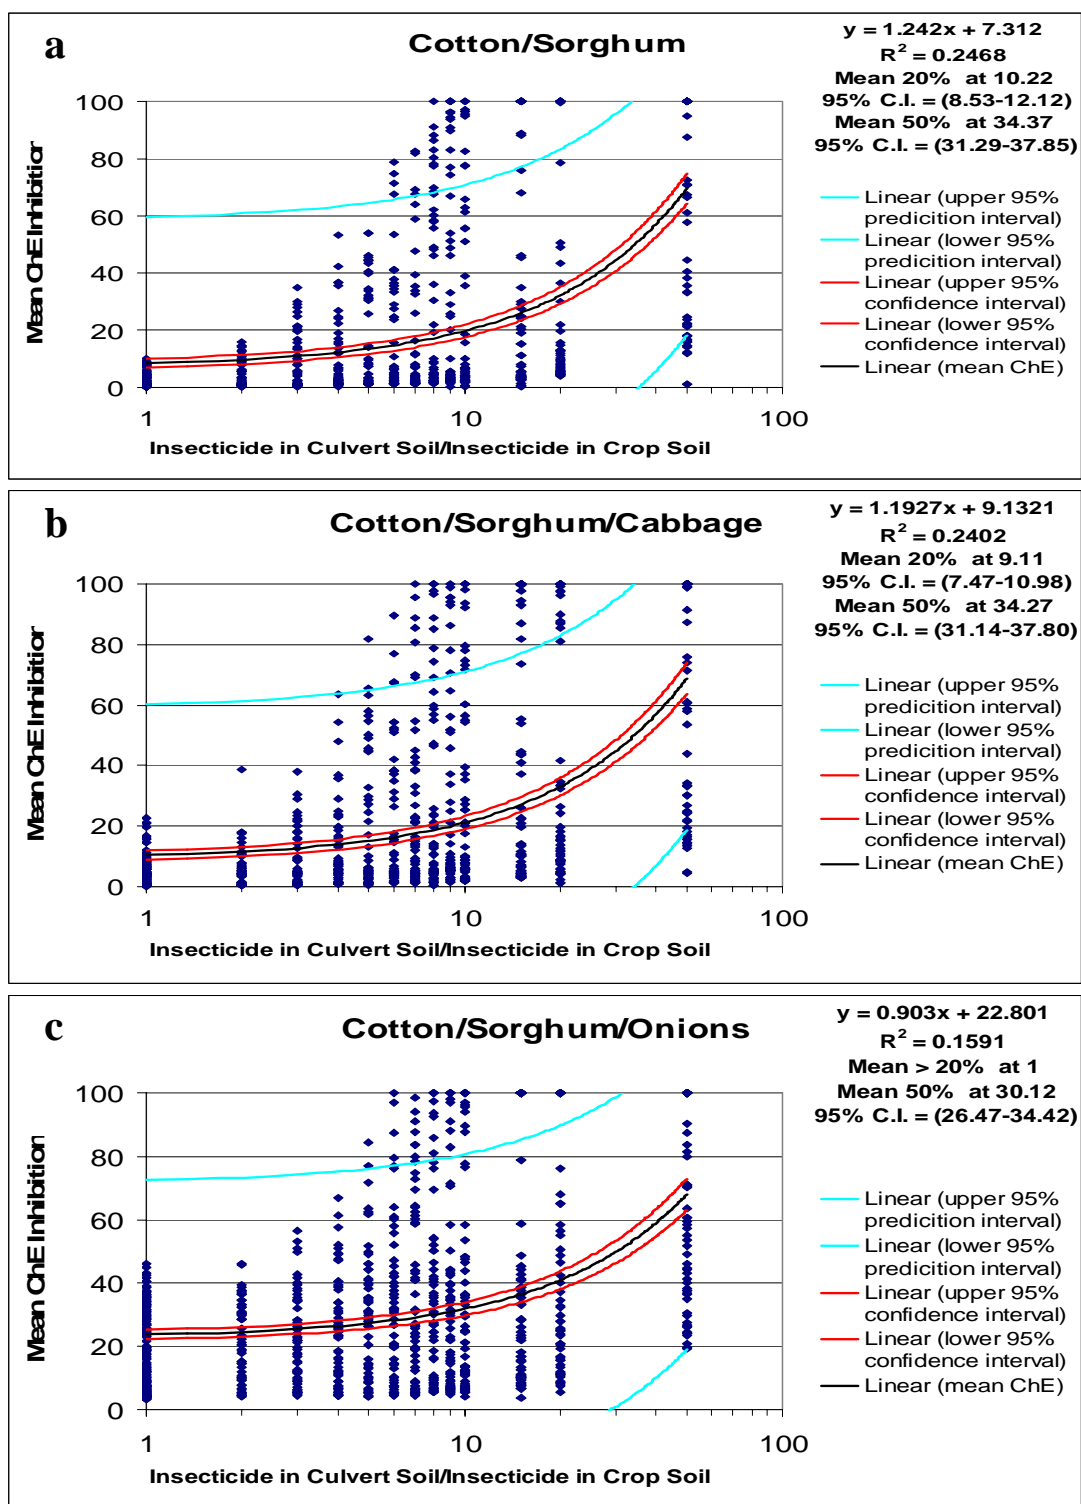 a
Cotton/Sorghum
y = 1.242x + 7.312
R² = 0.2468
Mean 20% at 10.22
95% C.I. = (8.53-12.12)
Mean 50% at 34.37
95% C.I. = (31.29-37.85)
Mean ChE Inhibition
100
80
60
40
20
0
1
10
100
Insecticide in Culvert Soil/Insecticide in Crop Soil
Linear (upper 95%
predicition interval)
Linear (lower 95%
predicition interval)
Linear (upper 95%
confidence interval)
Linear (lower 95%
confidence interval)
Linear (mean ChE)
b
Cotton/Sorghum/Cabbage
y = 1.1927x + 9.1321
R² = 0.2402
Mean 20% at 9.11
95% C.I. = (7.47-10.98)
Mean 50% at 34.27
95% C.I. = (31.14-37.80)
Mean ChE Inhibition
100
80
60
40
20
0
1
10
100
Insecticide in Culvert Soil/Insecticide in Crop Soil
Linear (upper 95%
predicition interval)
Linear (lower 95%
predicition interval)
Linear (upper 95%
confidence interval)
Linear (lower 95%
confidence interval)
Linear (mean ChE)
c
Cotton/Sorghum/Onions
y = 0.903x + 22.801
R² = 0.1591
Mean > 20% at 1
Mean 50% at 30.12
95% C.I. = (26.47-34.42)
Mean ChE Inhibition
100
80
60
40
20
0
1
10
100
Insecticide in Culvert Soil/Insecticide in Crop Soil
Linear (upper 95%
predicition interval)
Linear (lower 95%
predicition interval)
Linear (upper 95%
confidence interval)
Linear (lower 95%
confidence interval)
Linear (mean ChE)